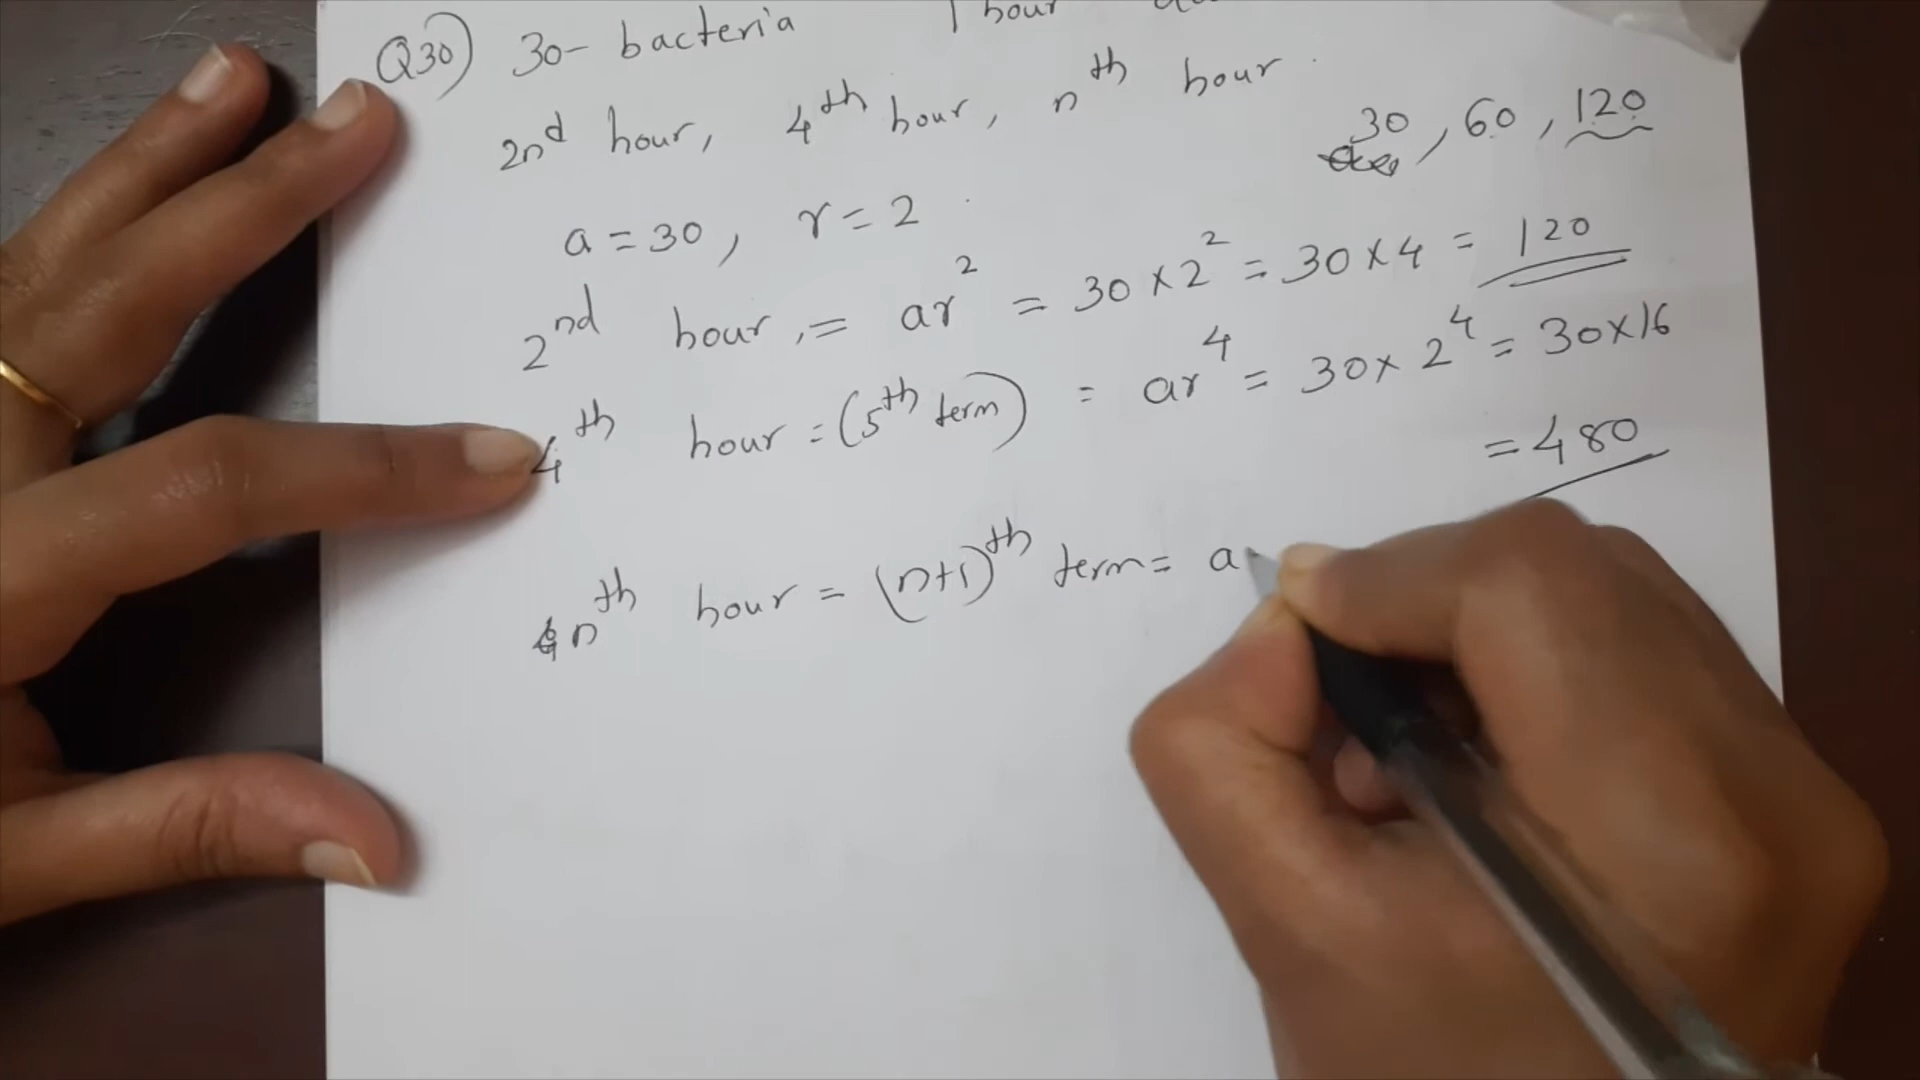 Q30) 30- bacteria 1 hour
2nd hour, 4th hour, nth hour.
30, 60, 120
a = 30, r = 2
2nd hour, = ar² = 30 × 2² = 30 × 4 = 120
4th hour = (5th term) = ar⁴ = 30 × 2⁴ = 30 × 16
= 480
nth hour = (n+1)th term = a